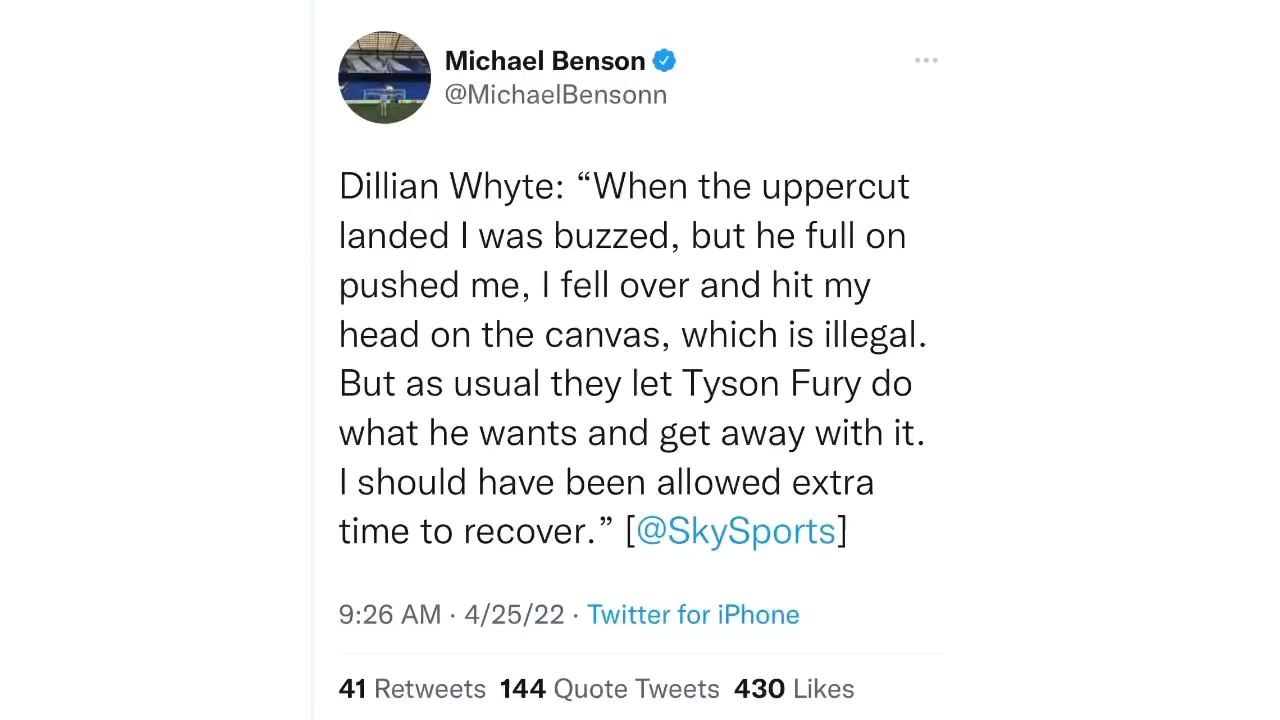 Michael Benson
@MichaelBensonn
Dillian Whyte: “When the uppercut
landed I was buzzed, but he full on
pushed me, I fell over and hit my
head on the canvas, which is illegal.
But as usual they let Tyson Fury do
what he wants and get away with it.
I should have been allowed extra
time to recover.” [@SkySports]
9:26 AM · 4/25/22 · Twitter for iPhone
41 Retweets 144 Quote Tweets 430 Likes